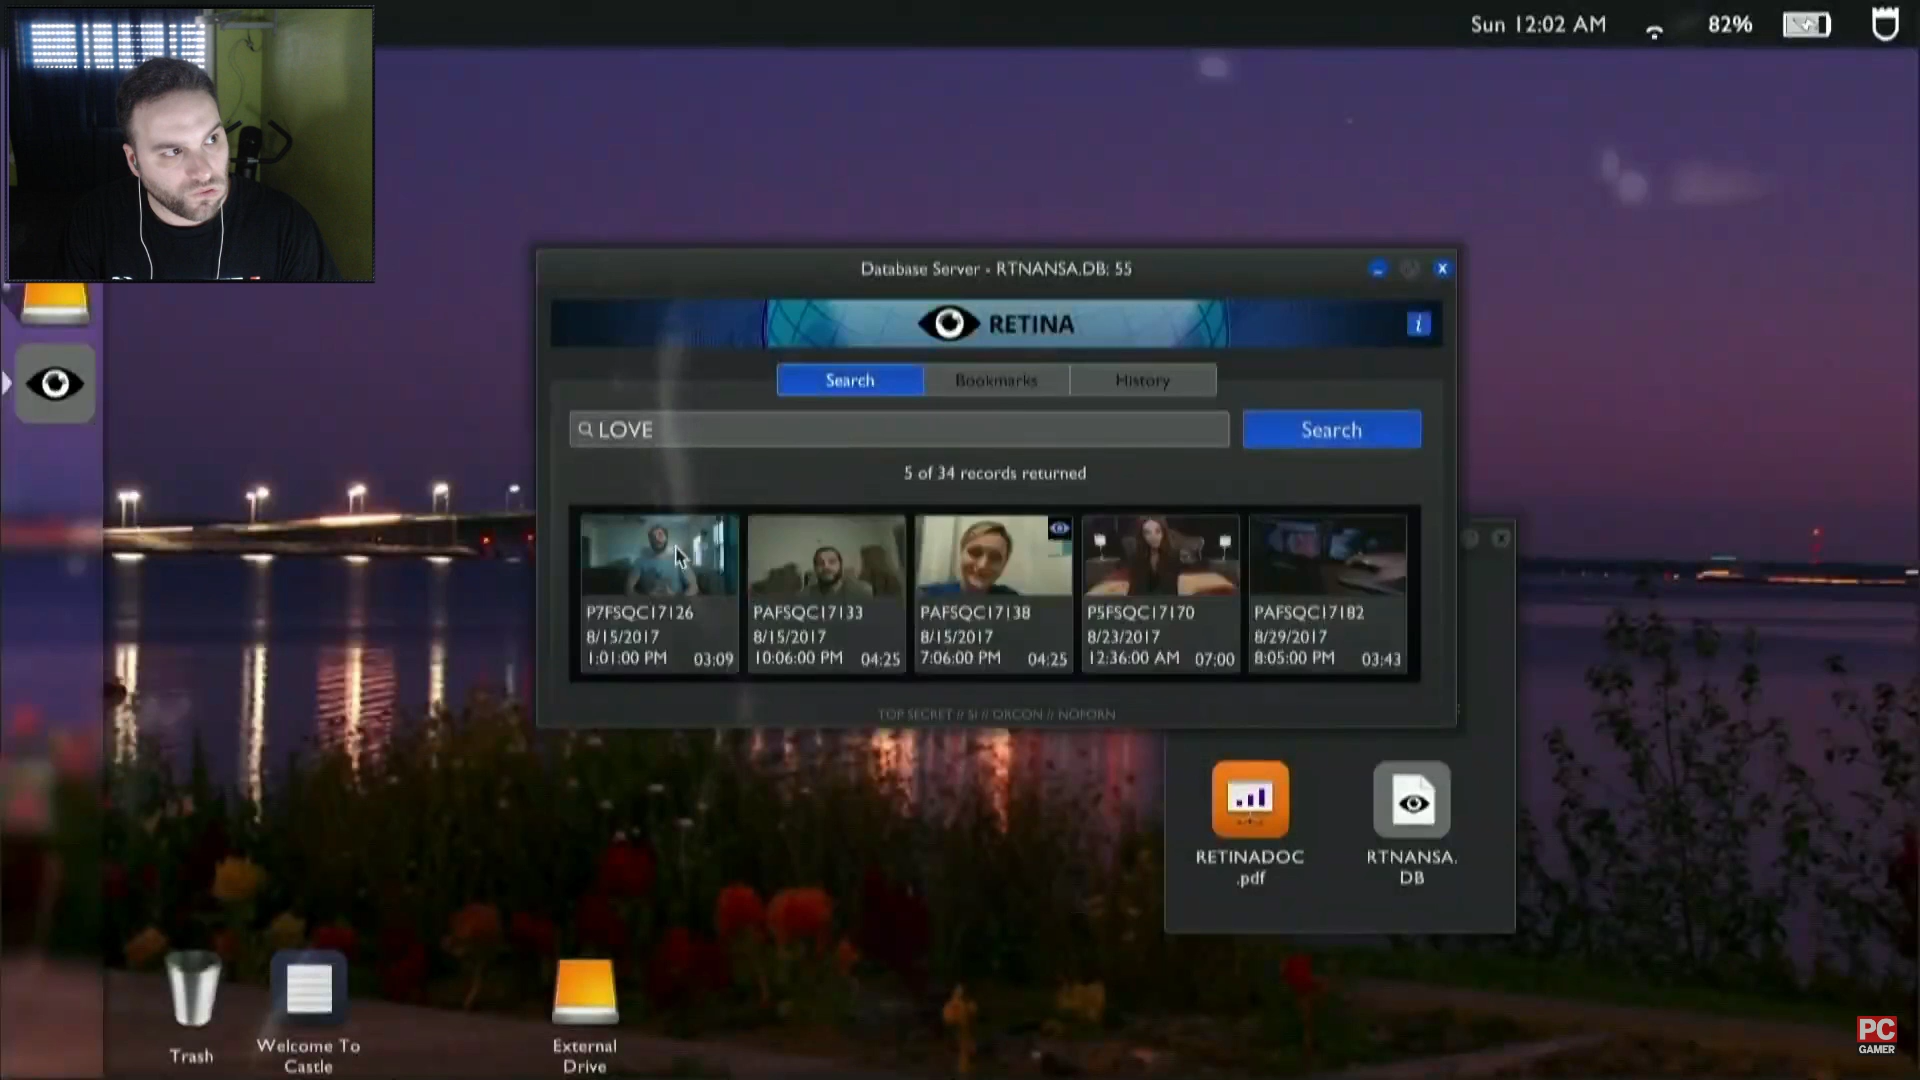 Sun 12:02 AM
82%
Database Server - RTNANSA.DB: 55
RETINA
i
Search
Bookmarks
History
LOVE
Search
5 of 34 records returned
P7FSQC17126
8/15/2017
1:01:00 PM 03:09
PAFSQC17133
8/15/2017
10:06:00 PM 04:25
PAFSQC17138
8/15/2017
7:06:00 PM 04:25
P5FSQC17170
8/23/2017
12:36:00 AM 07:00
PAFSQC17182
8/29/2017
8:05:00 PM 03:43
TOP SECRET // SI // ORCON // NOFORN
RETINADOC
.pdf
RTNANSA.
DB
Trash
Welcome To
Castle
External
Drive
PC
GAMER